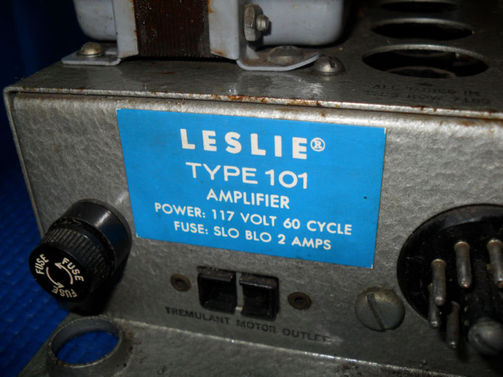 LESLIE®
TYPE 101
AMPLIFIER
POWER: 117 VOLT 60 CYCLE
FUSE: SLO BLO 2 AMPS
FUSE
FUSE
TREMULANT MOTOR OUTLET